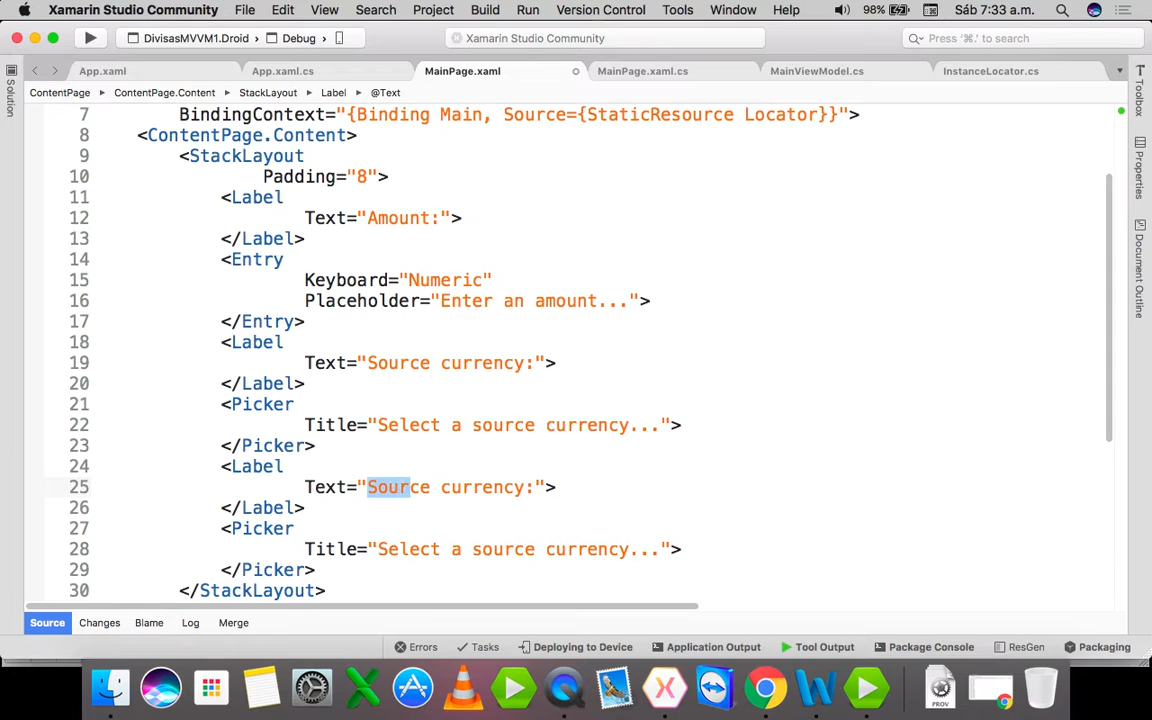 Xamarin Studio Community File Edit View Search Project Build Run Version Control Tools Window Help 98% Sáb 7:33 a.m.
DivisasMVVM1.Droid > Debug > Xamarin Studio Community Press '⌘.' to search
App.xaml App.xaml.cs MainPage.xaml MainPage.xaml.cs MainViewModel.cs InstanceLocator.cs
ContentPage > ContentPage.Content > StackLayout > Label > @Text
7 BindingContext="{Binding Main, Source={StaticResource Locator}}">
8 <ContentPage.Content>
9 <StackLayout
10 Padding="8">
11 <Label
12 Text="Amount:">
13 </Label>
14 <Entry
15 Keyboard="Numeric"
16 Placeholder="Enter an amount...">
17 </Entry>
18 <Label
19 Text="Source currency:">
20 </Label>
21 <Picker
22 Title="Select a source currency...">
23 </Picker>
24 <Label
25 Text="Source currency:">
26 </Label>
27 <Picker
28 Title="Select a source currency...">
29 </Picker>
30 </StackLayout>
Solution
Toolbox
Properties
Document Outline
Source Changes Blame Log Merge
Errors Tasks Deploying to Device Application Output Tool Output Package Console ResGen Packaging
PROV